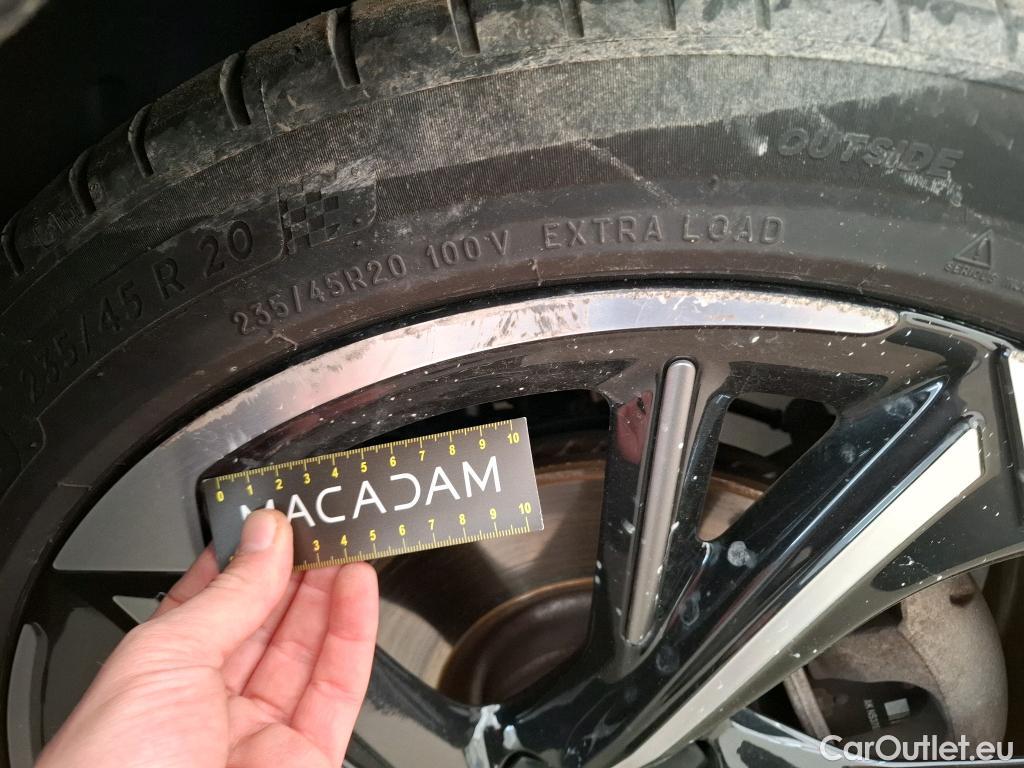 OUTSIDE
235/45 R 20
235/45R20 100V EXTRA LOAD
SERIOUS
0 1 2 3 4 5 6 7 8 9 10
MACADAM
3 4 5 6 7 8 9 10
CarOutlet.eu